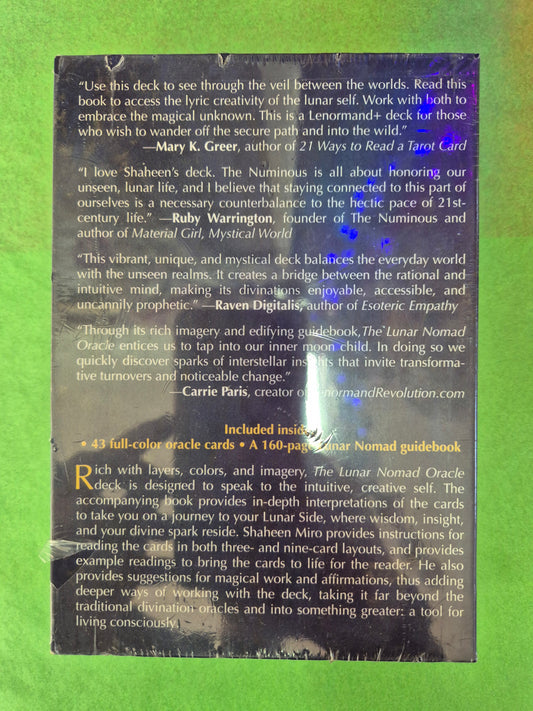 “Use this deck to see through the veil between the worlds. Read this
book to access the lyric creativity of the lunar self. Work with both to
embrace the magical unknown. This is a Lenormand+ deck for those
who wish to wander off the secure path and into the wild.”
—Mary K. Greer, author of 21 Ways to Read a Tarot Card
“I love Shaheen’s deck. The Numinous is all about honoring our
unseen, lunar life, and I believe that staying connected to this part of
ourselves is a necessary counterbalance to the hectic pace of 21st-
century life.” —Ruby Warrington, founder of The Numinous and
author of Material Girl, Mystical World
“This vibrant, unique, and mystical deck balances the everyday world
with the unseen realms. It creates a bridge between the rational and
intuitive mind, making its divinations enjoyable, accessible, and
uncannily prophetic.” —Raven Digitalis, author of Esoteric Empathy
“Through its rich imagery and edifying guidebook, The Lunar Nomad
Oracle entices us to tap into our inner moon child. In doing so we
quickly discover sparks of interstellar insights that invite transforma-
tive turnovers and noticeable change.”
—Carrie Paris, creator of LenormandRevolution.com
Included inside
• 43 full-color oracle cards • A 160-page Lunar Nomad guidebook
Rich with layers, colors, and imagery, The Lunar Nomad Oracle
deck is designed to speak to the intuitive, creative self. The
accompanying book provides in-depth interpretations of the cards
to take you on a journey to your Lunar Side, where wisdom, insight,
and your divine spark reside. Shaheen Miro provides instructions for
reading the cards in both three- and nine-card layouts, and provides
example readings to bring the cards to life for the reader. He also
provides suggestions for magical work and affirmations, thus adding
deeper ways of working with the deck, taking it far beyond the
traditional divination oracles and into something greater: a tool for
living consciously.